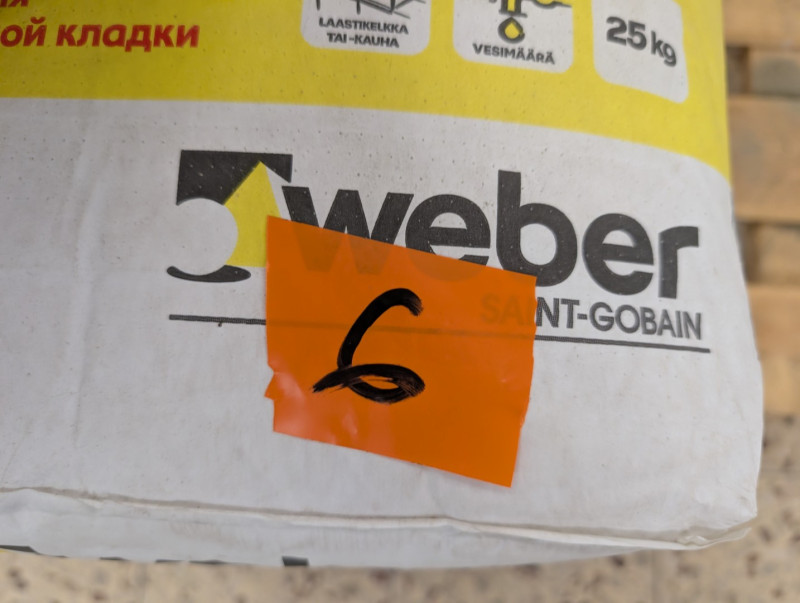 ой кладки
LAASTIKELKKA
TAI -KAUHA
VESIMÄÄRÄ
25 kg
weber
SAINT-GOBAIN
6